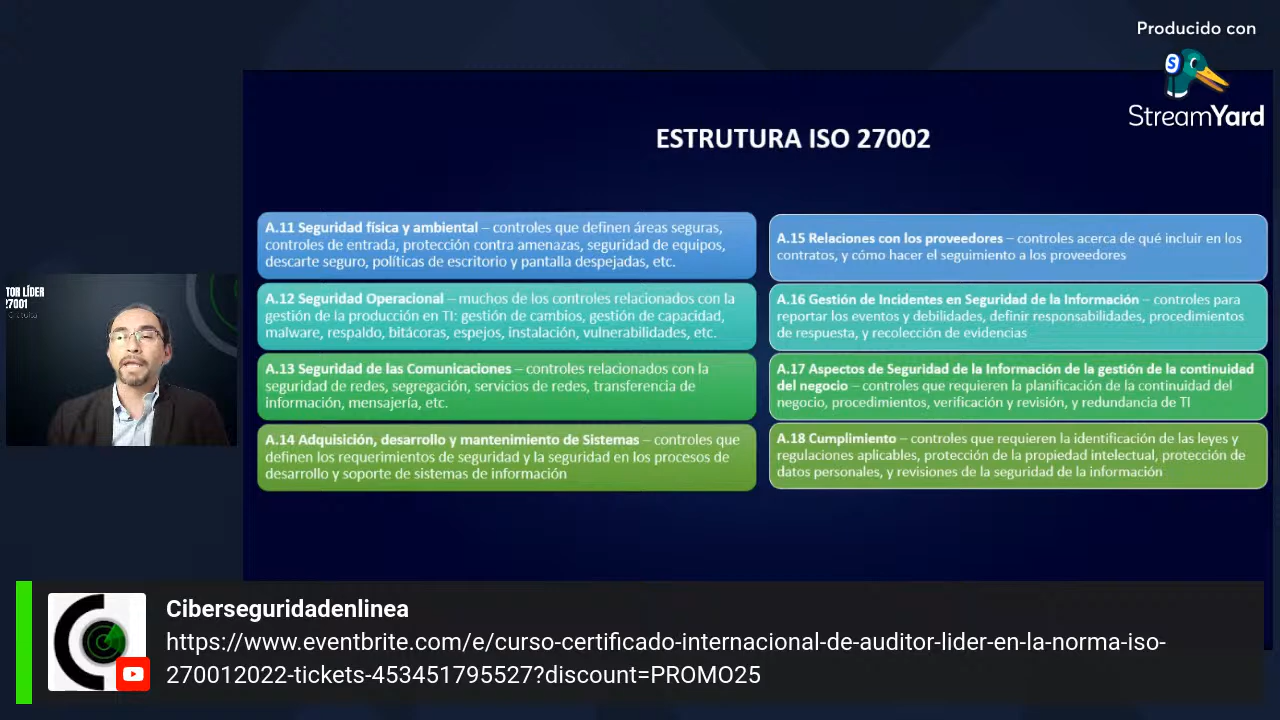 Producido con
S
StreamYard
ESTRUTURA ISO 27002
A.11 Seguridad física y ambiental – controles que definen áreas seguras,
controles de entrada, protección contra amenazas, seguridad de equipos,
descarte seguro, políticas de escritorio y pantalla despejadas, etc.
A.12 Seguridad Operacional – muchos de los controles relacionados con la
gestión de la producción en TI: gestión de cambios, gestión de capacidad,
malware, respaldo, bitácoras, espejos, instalación, vulnerabilidades, etc.
A.13 Seguridad de las Comunicaciones – controles relacionados con la
seguridad de redes, segregación, servicios de redes, transferencia de
información, mensajería, etc.
A.14 Adquisición, desarrollo y mantenimiento de Sistemas – controles que
definen los requerimientos de seguridad y la seguridad en los procesos de
desarrollo y soporte de sistemas de información
A.15 Relaciones con los proveedores – controles acerca de qué incluir en los
contratos, y cómo hacer el seguimiento a los proveedores
A.16 Gestión de Incidentes en Seguridad de la Información – controles para
reportar los eventos y debilidades, definir responsabilidades, procedimientos
de respuesta, y recolección de evidencias
A.17 Aspectos de Seguridad de la Información de la gestión de la continuidad
del negocio – controles que requieren la planificación de la continuidad del
negocio, procedimientos, verificación y revisión, y redundancia de TI
A.18 Cumplimiento – controles que requieren la identificación de las leyes y
regulaciones aplicables, protección de la propiedad intelectual, protección de
datos personales, y revisiones de la seguridad de la información
TOR LÍDER
27001
Ciberseguridadenlinea
https://www.eventbrite.com/e/curso-certificado-internacional-de-auditor-lider-en-la-norma-iso-
270012022-tickets-453451795527?discount=PROMO25